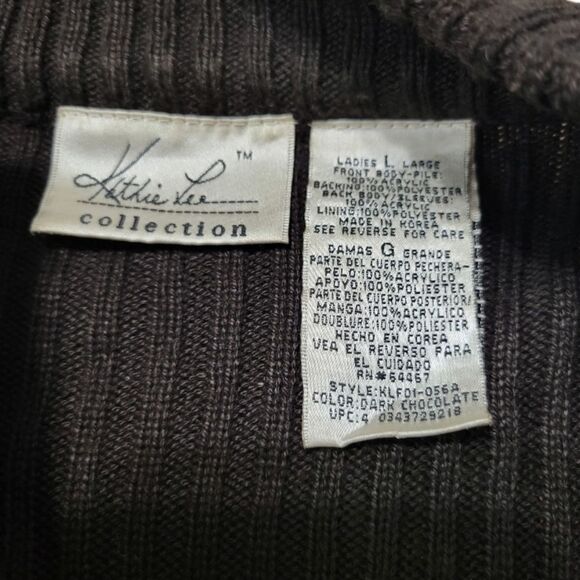 Kathie Lee
TM
collection
LADIES L LARGE
FRONT BODY-PILE:
100% ACRYLIC
BACKING:100%POLYESTER
BACK BODY/SLEEVES:
100% ACRYLIC
LINING:100%POLYESTER
MADE IN KOREA
SEE REVERSE FOR CARE
DAMAS G GRANDE
PARTE DEL CUERPO PECHERA-
PELO:100%ACRYLICO
APOYO:100%POLIESTER
PARTE DEL CUERPO POSTERIOR/
MANGA:100%ACRYLICO
DOUBLURE:100%POLIESTER
HECHO EN COREA
VEA EL REVERSO PARA
EL CUIDADO
RN#64467
STYLE:KLF01-056A
COLOR:DARK CHOCOLATE
UPC:4 0343729218